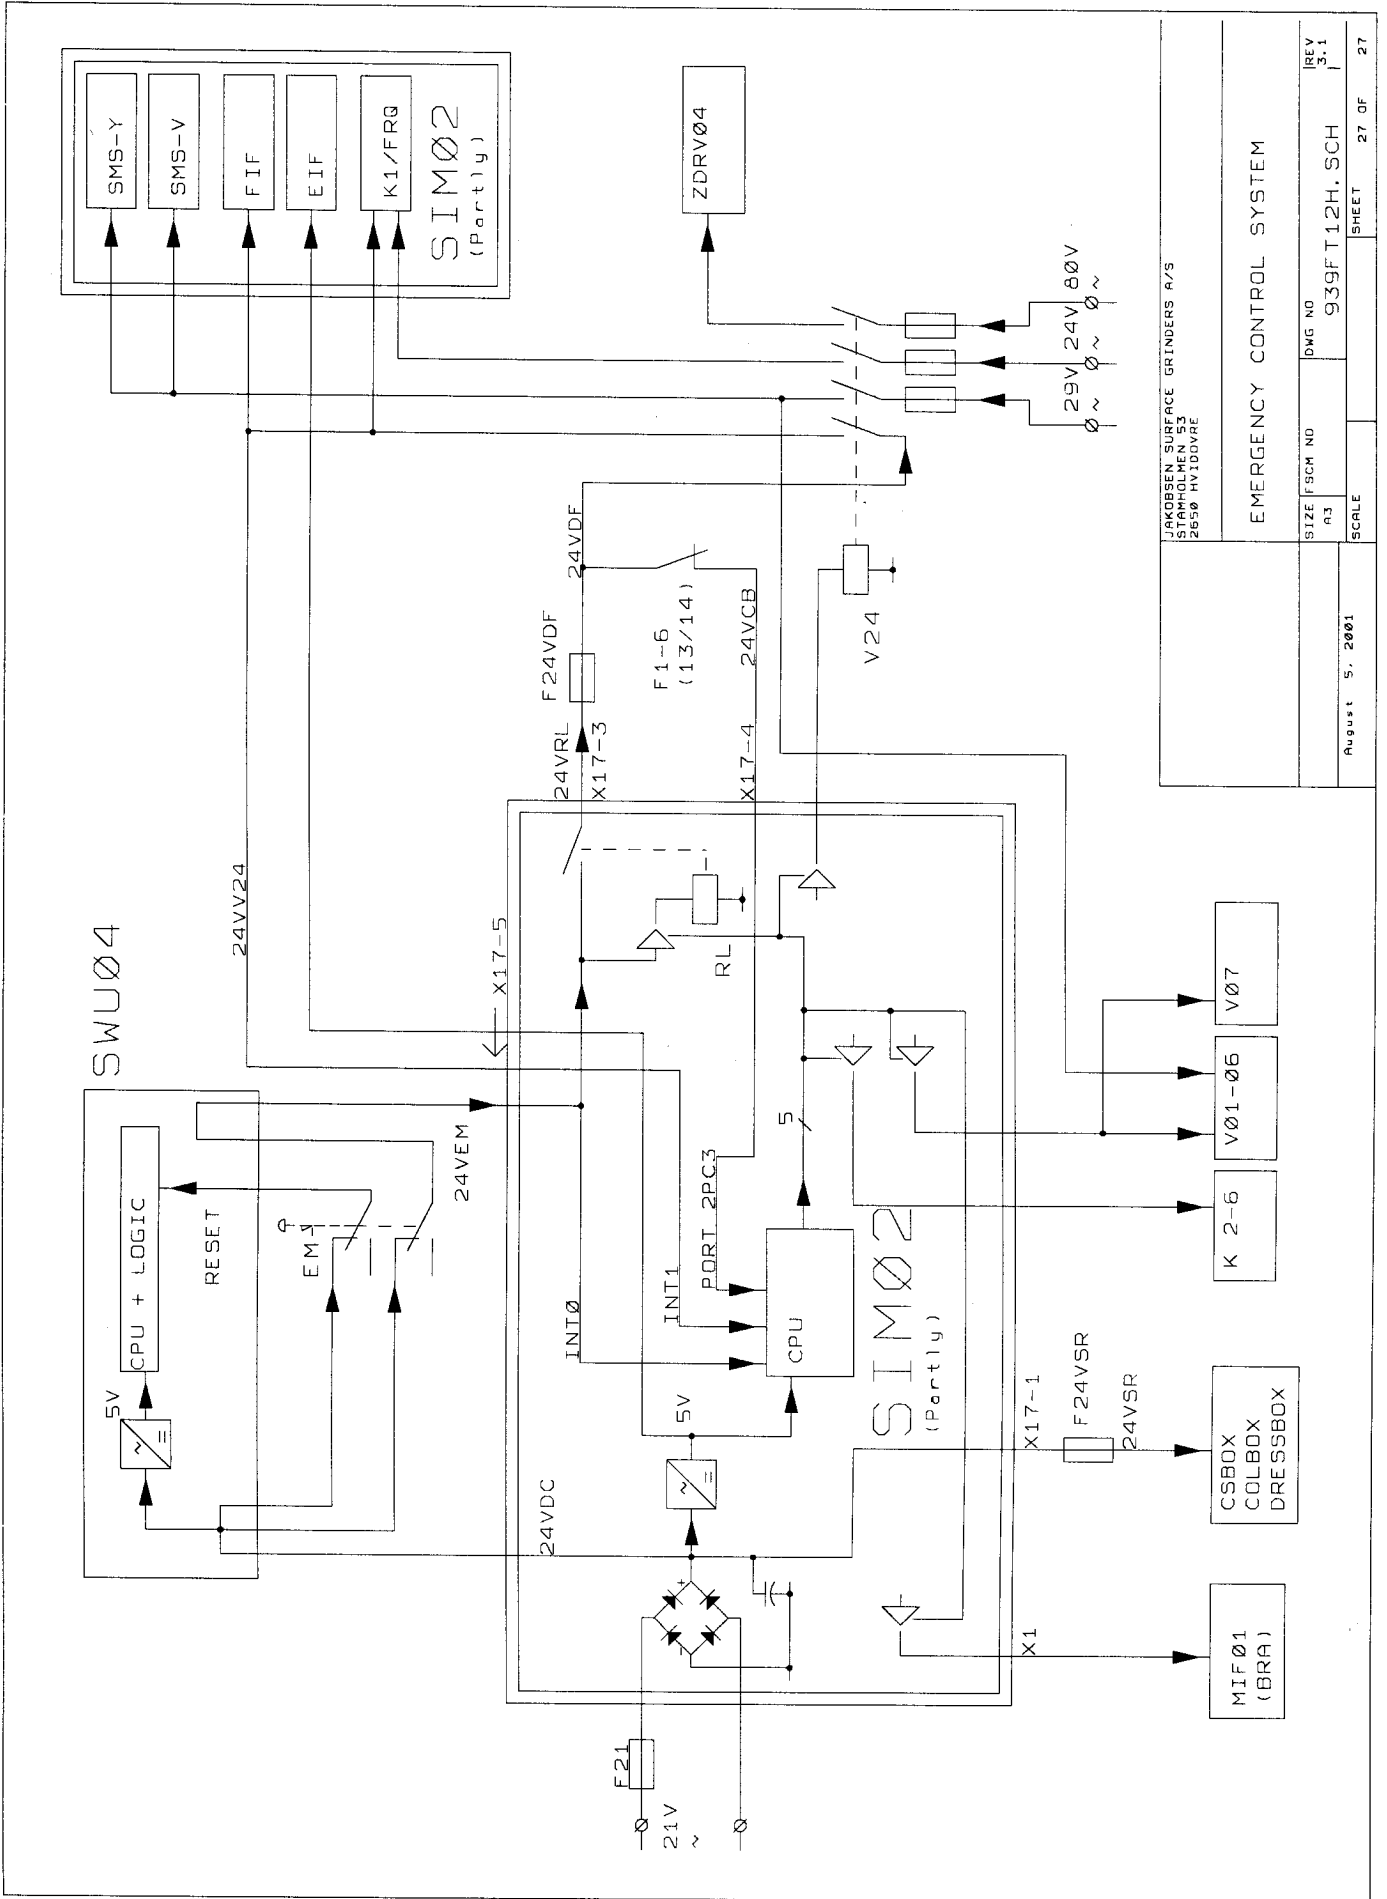 SWU04
CPU + LOGIC
5V
RESET
EM
24VEM
24VV24
SMS-Y
SMS-V
FIF
EIF
K1/FRQ
SIM02
(Partly)
24VDC
X17-5
INT0
INT1
PORT 2PC3
5V
CPU
5
SIM02
(Partly)
RL
F21
21V
~
24VRL
X17-3
F24VDF
24VDF
F1-6
(13/14)
X17-4
24VCB
V24
ZDRV04
29V 24V 80V
~ ~ ~
X1
X17-1
F24VSR
24VSR
MIF01
(BRA)
CSBOX
COLBOX
DRESSBOX
K 2-6
V01-06
V07
JAKOBSEN SURFACE GRINDERS A/S
STAMHOLMEN 53
2650 HVIDOVRE
EMERGENCY CONTROL SYSTEM
SIZE FSCM NO DWG NO REV
A3 939FT12H.SCH 3.1
August 5, 2001 SCALE SHEET 27 OF 27